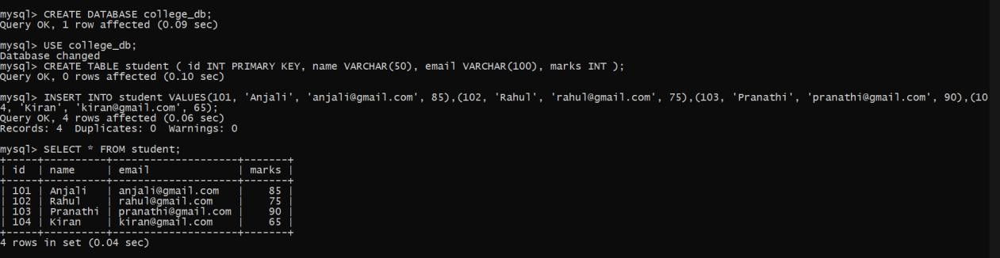 mysql> CREATE DATABASE college_db;
Query OK, 1 row affected (0.09 sec)
mysql> USE college_db;
Database changed
mysql> CREATE TABLE student ( id INT PRIMARY KEY, name VARCHAR(50), email VARCHAR(100), marks INT );
Query OK, 0 rows affected (0.10 sec)
mysql> INSERT INTO student VALUES(101, 'Anjali', 'anjali@gmail.com', 85),(102, 'Rahul', 'rahul@gmail.com', 75),(103, 'Pranathi', 'pranathi@gmail.com', 90),(10
4, 'Kiran', 'kiran@gmail.com', 65);
Query OK, 4 rows affected (0.06 sec)
Records: 4  Duplicates: 0  Warnings: 0
mysql> SELECT * FROM student;
+-----+----------+--------------------+-------+
| id  | name     | email              | marks |
+-----+----------+--------------------+-------+
| 101 | Anjali   | anjali@gmail.com   |    85 |
| 102 | Rahul    | rahul@gmail.com    |    75 |
| 103 | Pranathi | pranathi@gmail.com |    90 |
| 104 | Kiran    | kiran@gmail.com    |    65 |
+-----+----------+--------------------+-------+
4 rows in set (0.04 sec)